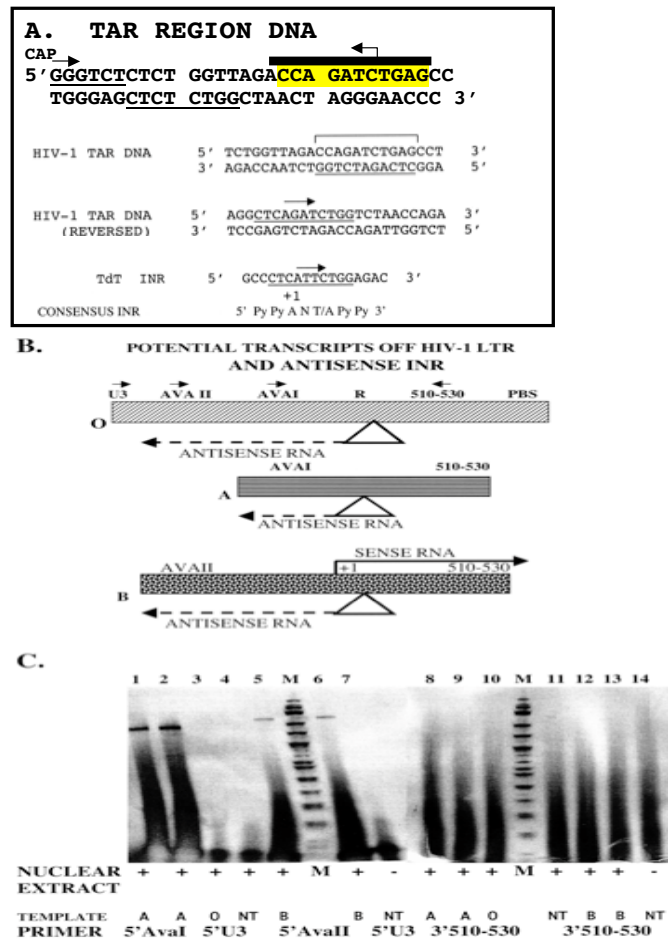 A. TAR REGION DNA
CAP
5′GGGTCTCTCT GGTTAGACCA GATCTGAGCC
TGGGAGCTCT CTGGCTAACT AGGGAACCC 3′
HIV-1 TAR DNA 5′ TCTGGTTAGACCAGATCTGAGCCT 3′
3′ AGACCAATCTGGTCTAGACTCGGA 5′
HIV-1 TAR DNA 5′ AGGCTCAGATCTGGTCTAACCAGA 3′
(REVERSED) 3′ TCCGAGTCTAGACCAGATTGGTCT 5′
TdT INR 5′ GCCCTCATTCTGGAGAC 3′
+1
CONSENSUS INR 5′ Py Py A N T/A Py Py 3′
B. POTENTIAL TRANSCRIPTS OFF HIV-1 LTR
AND ANTISENSE INR
U3 AVA II AVAI R 510-530 PBS
O
ANTISENSE RNA
AVAI 510-530
A
ANTISENSE RNA
SENSE RNA
AVAII +1 510-530
B
ANTISENSE RNA
C.
1 2 3 4 5 M 6 7 8 9 10 M 11 12 13 14
NUCLEAR + + + + + M + - + + + M + + + -
EXTRACT
TEMPLATE A A O NT B B NT A A O NT B B NT
PRIMER 5′AvaI 5′U3 5′AvaII 5′U3 3′510-530 3′510-530